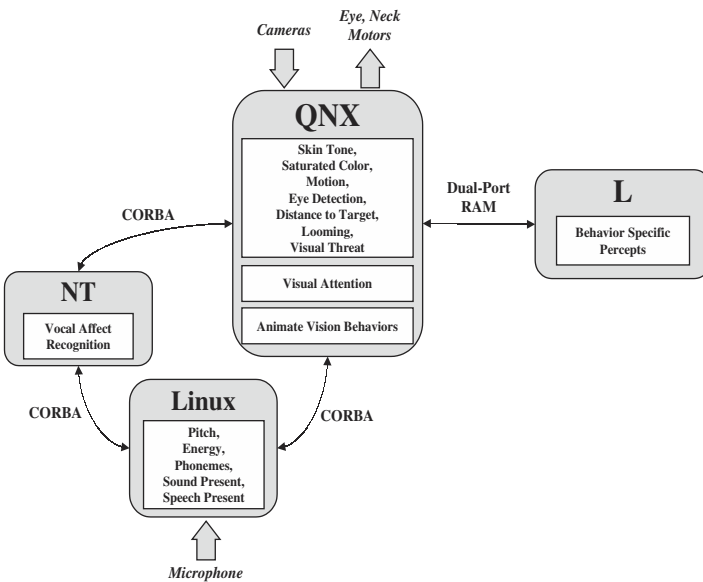 Cameras
Eye, Neck
Motors
QNX
Skin Tone,
Saturated Color,
Motion,
Eye Detection,
Distance to Target,
Looming,
Visual Threat
Visual Attention
Animate Vision Behaviors
Dual-Port
RAM
L
Behavior Specific
Percepts
CORBA
NT
Vocal Affect
Recognition
CORBA
Linux
Pitch,
Energy,
Phonemes,
Sound Present,
Speech Present
CORBA
Microphone